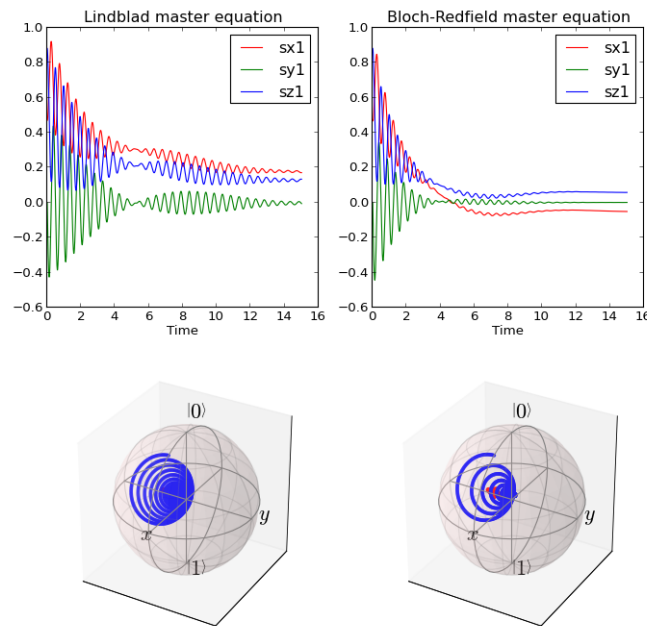 Lindblad master equation
1.0
0.8
0.6
0.4
0.2
0.0
−0.2
−0.4
−0.6
0 2 4 6 8 10 12 14 16
Time
sx1
sy1
sz1
Bloch-Redfield master equation
1.0
0.8
0.6
0.4
0.2
0.0
−0.2
−0.4
−0.6
0 2 4 6 8 10 12 14 16
Time
sx1
sy1
sz1
|0⟩
x
y
|1⟩
|0⟩
x
y
|1⟩